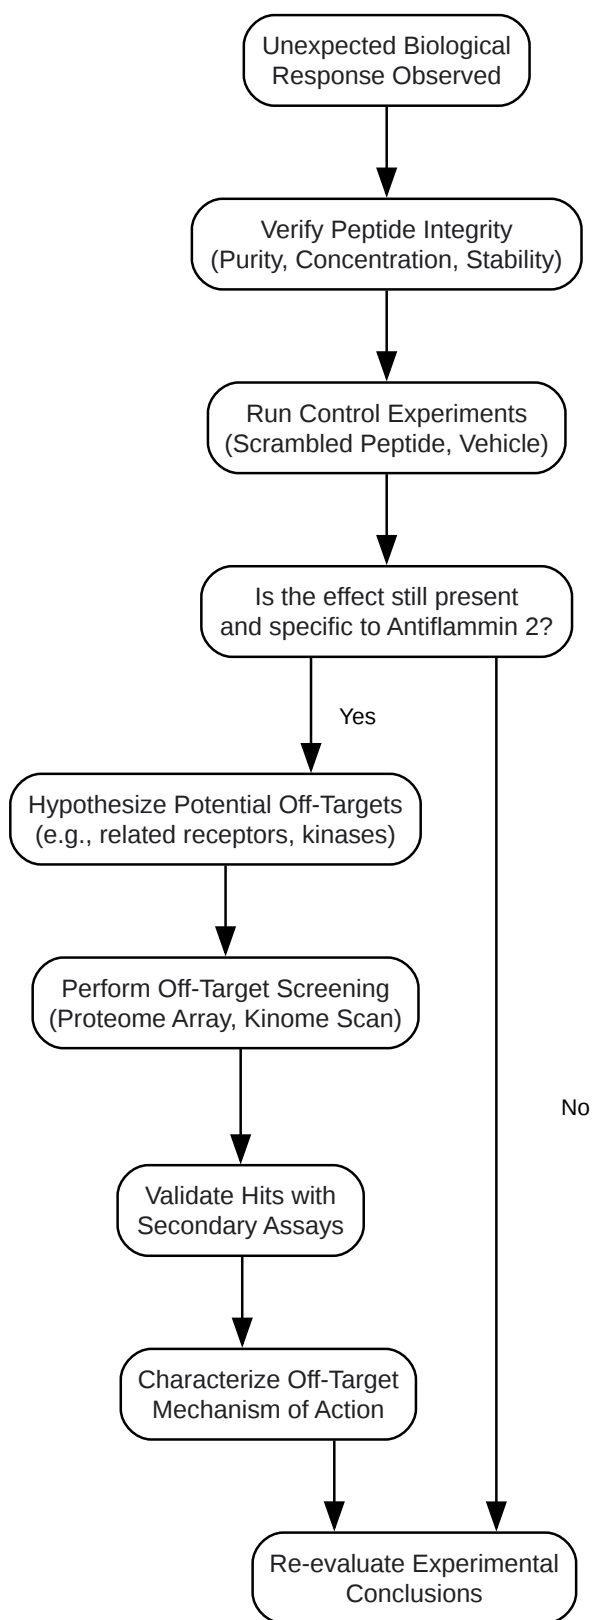 Unexpected Biological
Response Observed
Verify Peptide Integrity
(Purity, Concentration, Stability)
Run Control Experiments
(Scrambled Peptide, Vehicle)
Is the effect still present
and specific to Antiflammin 2?
Yes
Hypothesize Potential Off-Targets
(e.g., related receptors, kinases)
Perform Off-Target Screening
(Proteome Array, Kinome Scan)
No
Validate Hits with
Secondary Assays
Characterize Off-Target
Mechanism of Action
Re-evaluate Experimental
Conclusions